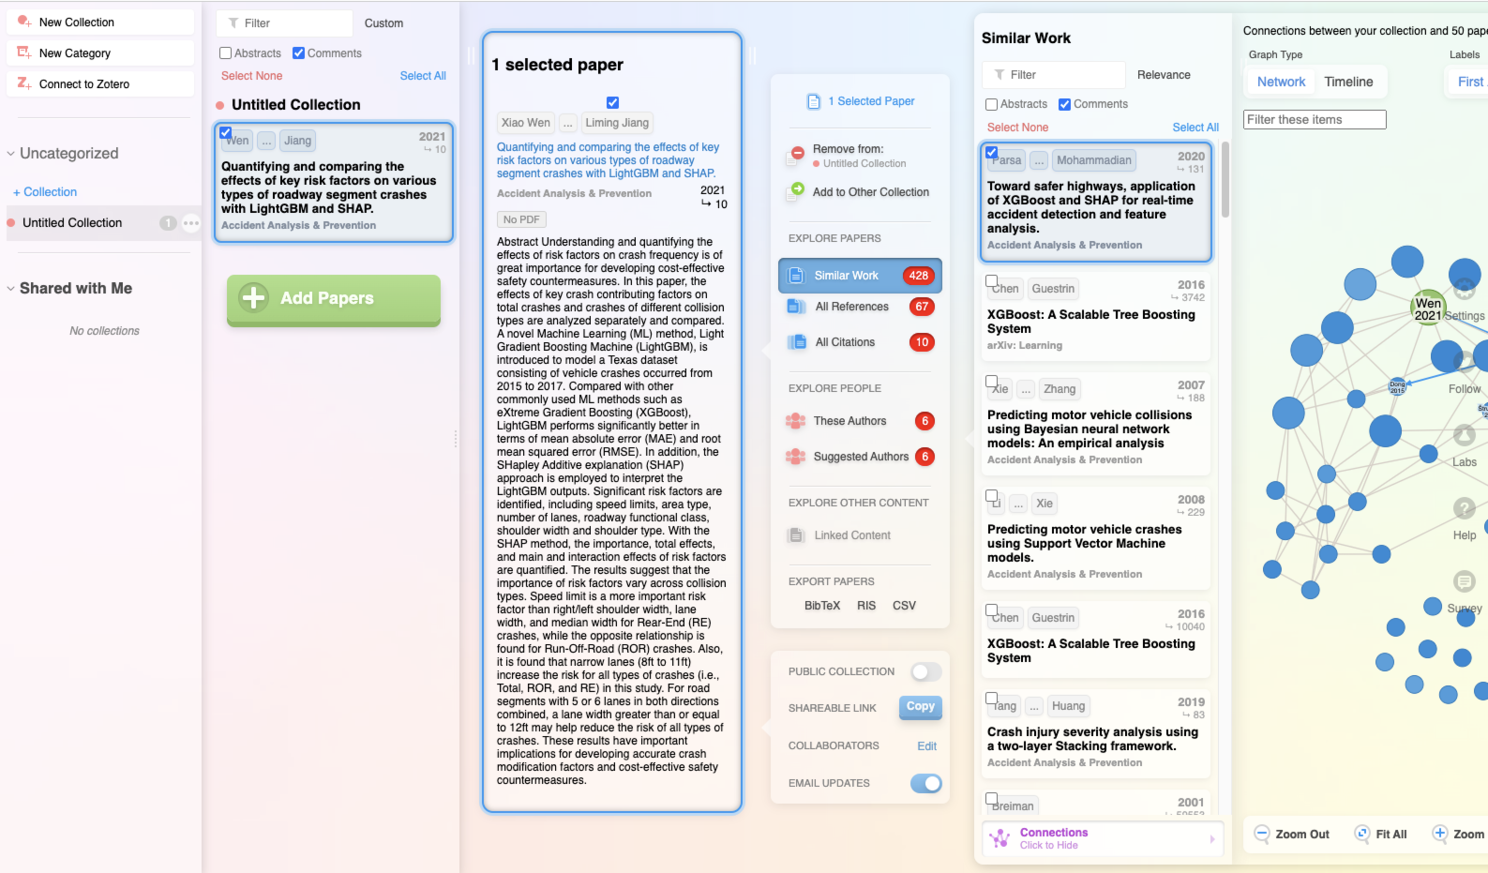 New Collection
New Category
Connect to Zotero
Uncategorized
+ Collection
Untitled Collection
1
Shared with Me
No collections
Filter
Custom
Abstracts
Comments
Select None
Select All
Untitled Collection
Wen
...
Jiang
2021
10
Quantifying and comparing the
effects of key risk factors on various
types of roadway segment crashes
with LightGBM and SHAP.
Accident Analysis & Prevention
Add Papers
1 selected paper
Xiao Wen
...
Liming Jiang
Quantifying and comparing the effects of key
risk factors on various types of roadway
segment crashes with LightGBM and SHAP.
Accident Analysis & Prevention
2021
10
No PDF
Abstract Understanding and quantifying the
effects of risk factors on crash frequency is of
great importance for developing cost-effective
safety countermeasures. In this paper, the
effects of key crash contributing factors on
total crashes and crashes of different collision
types are analyzed separately and compared.
A novel Machine Learning (ML) method, Light
Gradient Boosting Machine (LightGBM), is
introduced to model a Texas dataset
consisting of vehicle crashes occurred from
2015 to 2017. Compared with other
commonly used ML methods such as
eXtreme Gradient Boosting (XGBoost),
LightGBM performs significantly better in
terms of mean absolute error (MAE) and root
mean squared error (RMSE). In addition, the
SHapley Additive explanation (SHAP)
approach is employed to interpret the
LightGBM outputs. Significant risk factors are
identified, including speed limits, area type,
number of lanes, roadway functional class,
shoulder width and shoulder type. With the
SHAP method, the importance, total effects,
and main and interaction effects of risk factors
are quantified. The results suggest that the
importance of risk factors vary across collision
types. Speed limit is a more important risk
factor than right/left shoulder width, lane
width, and median width for Rear-End (RE)
crashes, while the opposite relationship is
found for Run-Off-Road (ROR) crashes. Also,
it is found that narrow lanes (8ft to 11ft)
increase the risk for all types of crashes (i.e.,
Total, ROR, and RE) in this study. For road
segments with 5 or 6 lanes in both directions
combined, a lane width greater than or equal
to 12ft may help reduce the risk of all types of
crashes. These results have important
implications for developing accurate crash
modification factors and cost-effective safety
countermeasures.
1 Selected Paper
Remove from:
Untitled Collection
Add to Other Collection
EXPLORE PAPERS
Similar Work
428
All References
67
All Citations
10
EXPLORE PEOPLE
These Authors
6
Suggested Authors
6
EXPLORE OTHER CONTENT
Linked Content
EXPORT PAPERS
BibTeX
RIS
CSV
PUBLIC COLLECTION
SHAREABLE LINK
Copy
COLLABORATORS
Edit
EMAIL UPDATES
Similar Work
Filter
Relevance
Abstracts
Comments
Select None
Select All
Parsa
...
Mohammadian
2020
131
Toward safer highways, application
of XGBoost and SHAP for real-time
accident detection and feature
analysis.
Accident Analysis & Prevention
Chen
Guestrin
2016
3742
XGBoost: A Scalable Tree Boosting
System
arXiv: Learning
Xie
...
Zhang
2007
188
Predicting motor vehicle collisions
using Bayesian neural network
models: An empirical analysis
Accident Analysis & Prevention
Li
...
Xie
2008
229
Predicting motor vehicle crashes
using Support Vector Machine
models.
Accident Analysis & Prevention
Chen
Guestrin
2016
10040
XGBoost: A Scalable Tree Boosting
System
Tang
...
Huang
2019
83
Crash injury severity analysis using
a two-layer Stacking framework.
Accident Analysis & Prevention
Breiman
2001
Connections
Click to Hide
Connections between your collection and 50 pape
Graph Type
Labels
Network
Timeline
First
Filter these items
Wen
2021
Settings
Dong
2015
Follow
Labs
Help
Survey
Zoom Out
Fit All
Zoom